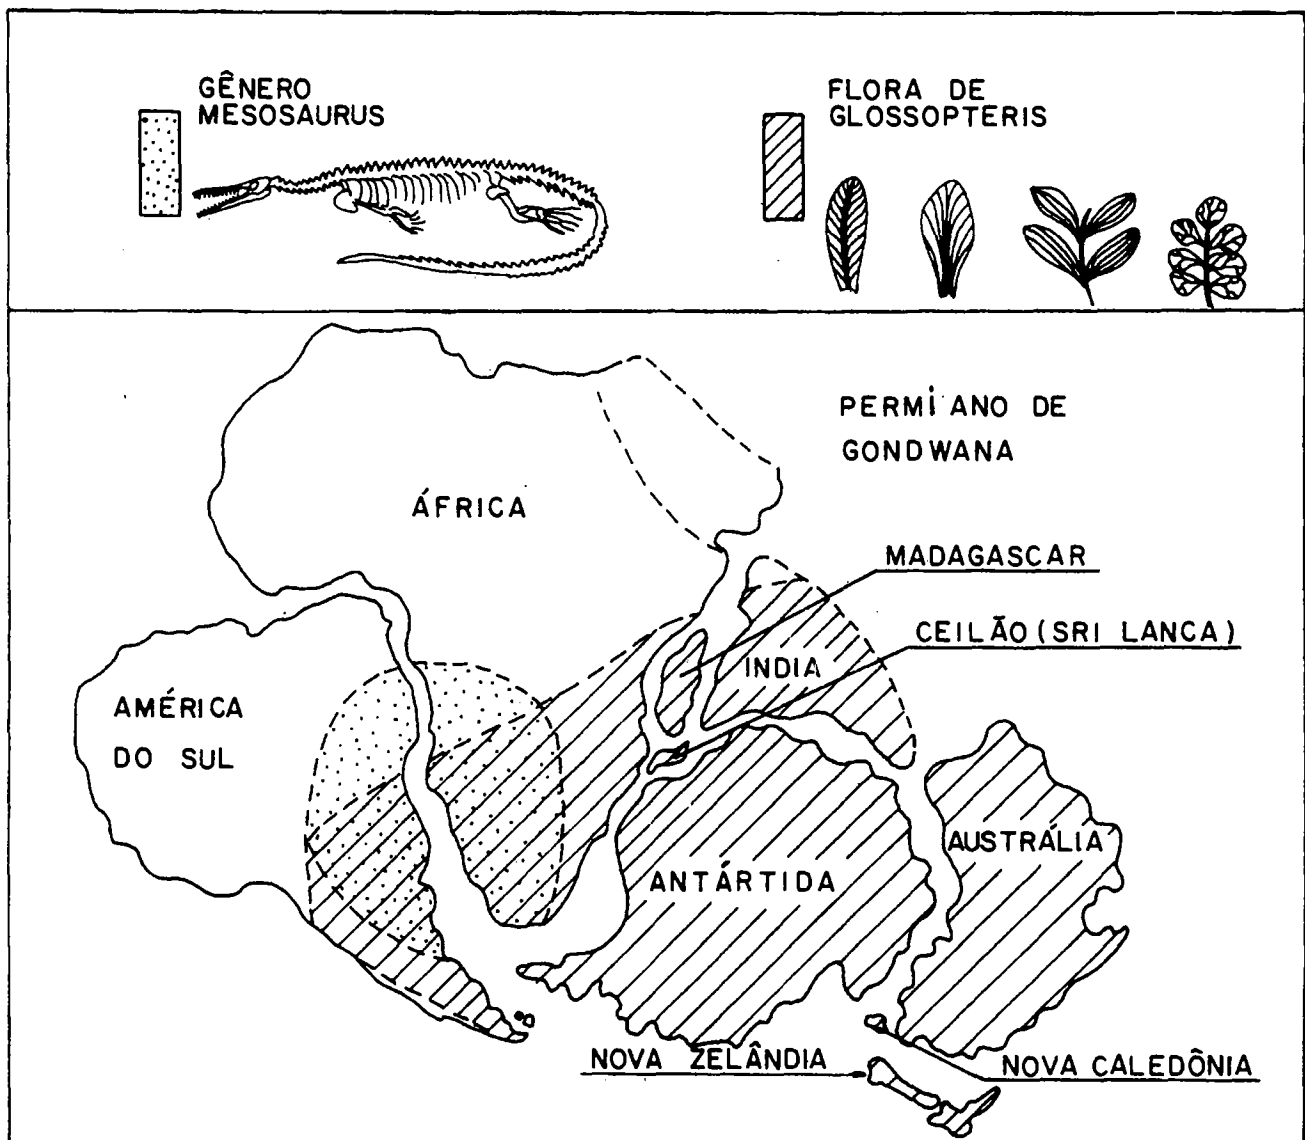 GÊNERO
MESOSAURUS
FLORA DE
GLOSSOPTERIS
PERMIANO DE
GONDWANA
ÁFRICA
MADAGASCAR
CEILÃO (SRI LANCA)
ÍNDIA
AMÉRICA
DO SUL
AUSTRÁLIA
ANTÁRTIDA
NOVA ZELÂNDIA
NOVA CALEDÔNIA